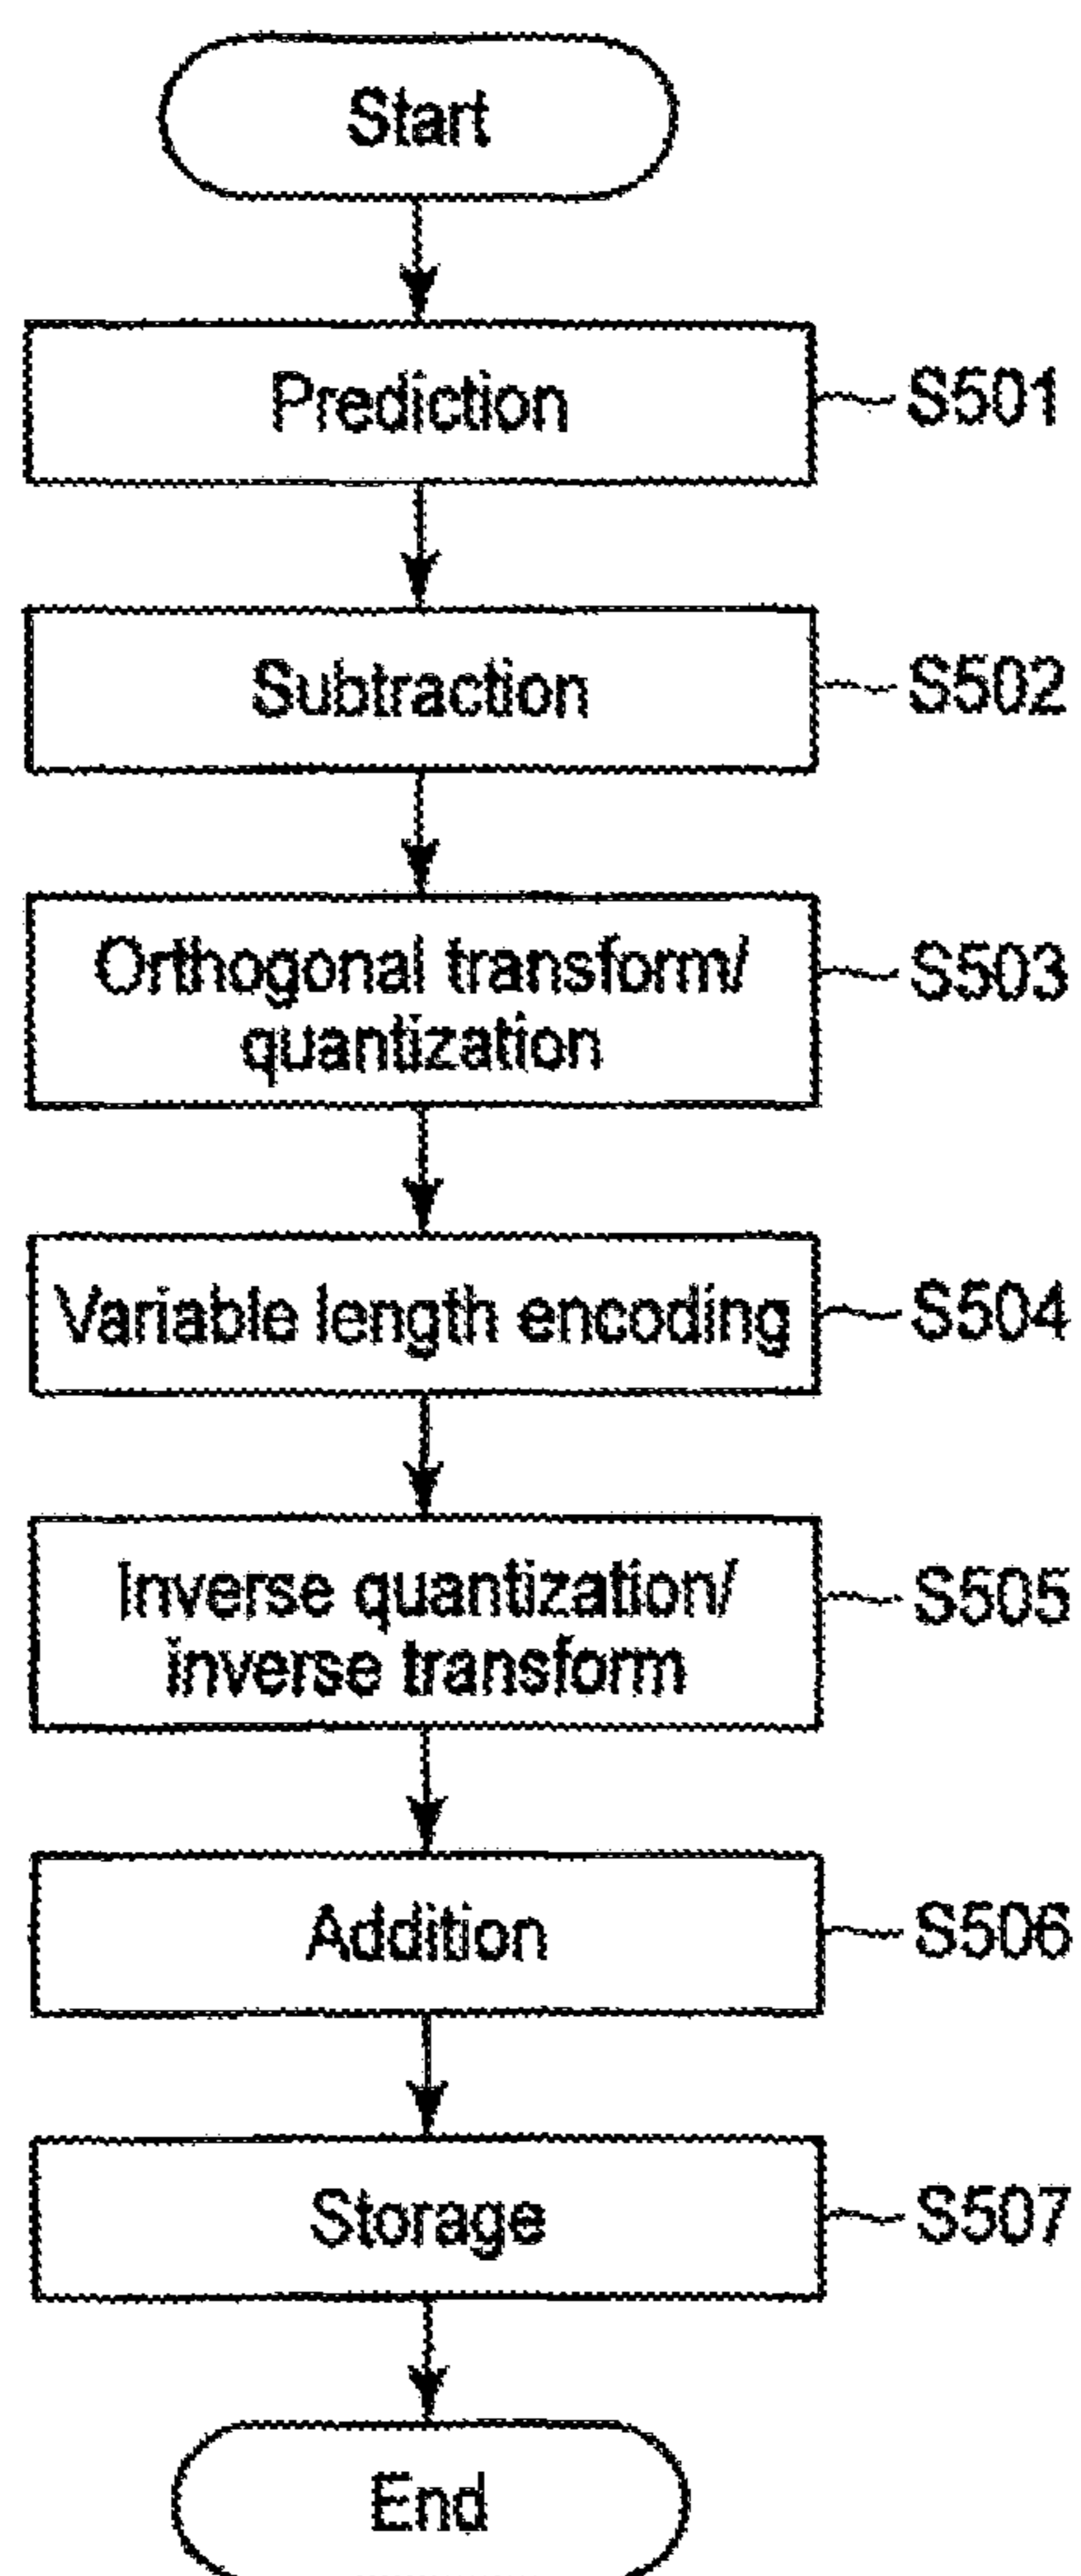 Start
Prediction
S501
Subtraction
S502
Orthogonal transform/
quantization
S503
Variable length encoding
S504
Inverse quantization/
inverse transform
S505
Addition
S506
Storage
S507
End